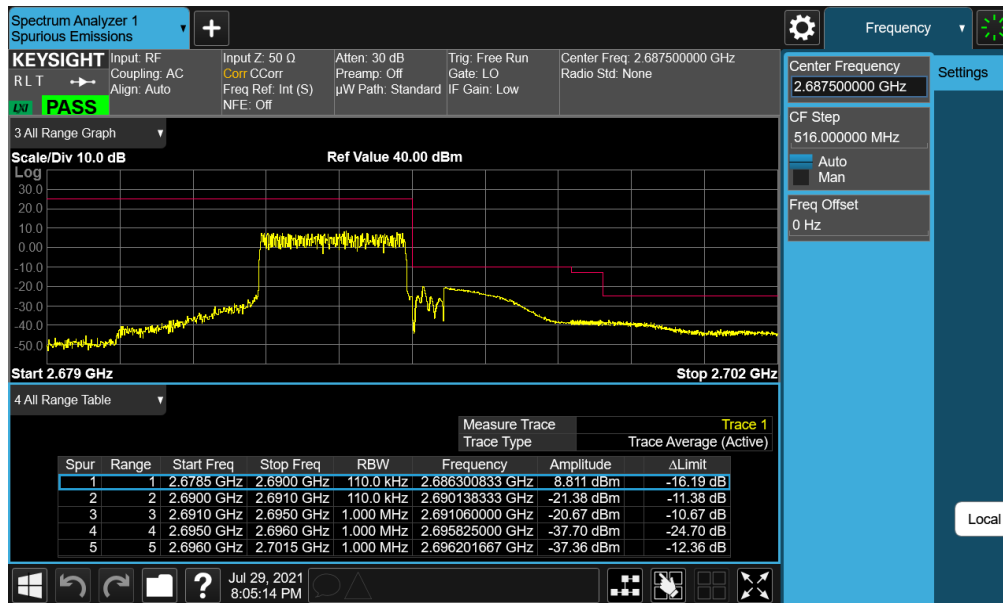 Spectrum Analyzer 1
Spurious Emissions
Frequency
KEYSIGHT
R L T
LXI
PASS
Input: RF
Coupling: AC
Align: Auto
Input Z: 50 Ω
Corr CCorr
Freq Ref: Int (S)
NFE: Off
Atten: 30 dB
Preamp: Off
µW Path: Standard
Trig: Free Run
Gate: LO
IF Gain: Low
Center Freq: 2.687500000 GHz
Radio Std: None
Center Frequency
2.687500000 GHz
Settings
CF Step
516.000000 MHz
Auto
Man
Freq Offset
0 Hz
3 All Range Graph
Scale/Div 10.0 dB
Ref Value 40.00 dBm
Log
30.0
20.0
10.0
0.00
-10.0
-20.0
-30.0
-40.0
-50.0
Start 2.679 GHz
Stop 2.702 GHz
4 All Range Table
Measure Trace Trace 1
Trace Type Trace Average (Active)
Spur Range Start Freq Stop Freq RBW Frequency Amplitude ΔLimit
1 1 2.6785 GHz 2.6900 GHz 110.0 kHz 2.686300833 GHz 8.811 dBm -16.19 dB
2 2 2.6900 GHz 2.6910 GHz 110.0 kHz 2.690138333 GHz -21.38 dBm -11.38 dB
3 3 2.6910 GHz 2.6950 GHz 1.000 MHz 2.691060000 GHz -20.67 dBm -10.67 dB
4 4 2.6950 GHz 2.6960 GHz 1.000 MHz 2.695825000 GHz -37.70 dBm -24.70 dB
5 5 2.6960 GHz 2.7015 GHz 1.000 MHz 2.696201667 GHz -37.36 dBm -12.36 dB
Local
?
Jul 29, 2021
8:05:14 PM